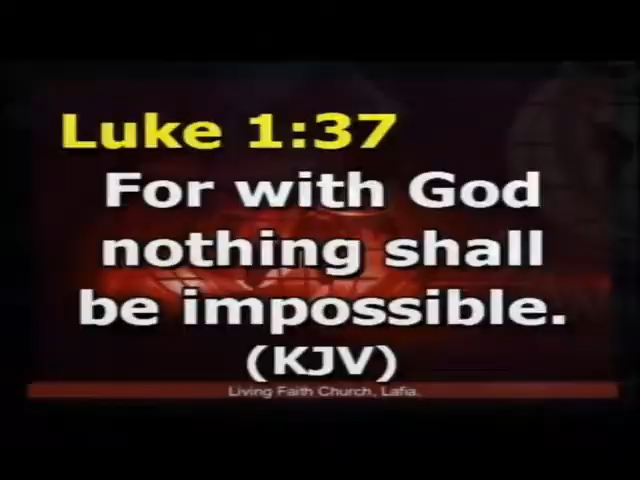 Luke 1:37
For with God
nothing shall
be impossible.
(KJV)
Living Faith Church, Lafia.